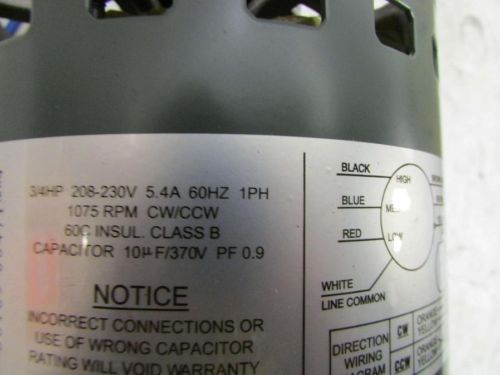 3/4HP 208-230V 5.4A 60HZ 1PH
1075 RPM CW/CCW
60C INSUL. CLASS B
CAPACITOR 10µF/370V PF 0.9
NOTICE
INCORRECT CONNECTIONS OR
USE OF WRONG CAPACITOR
RATING WILL VOID WARRANTY
BLACK
HIGH
BLUE
RED
LOW
WHITE
LINE COMMON
DIRECTION
WIRING
CW
CCW